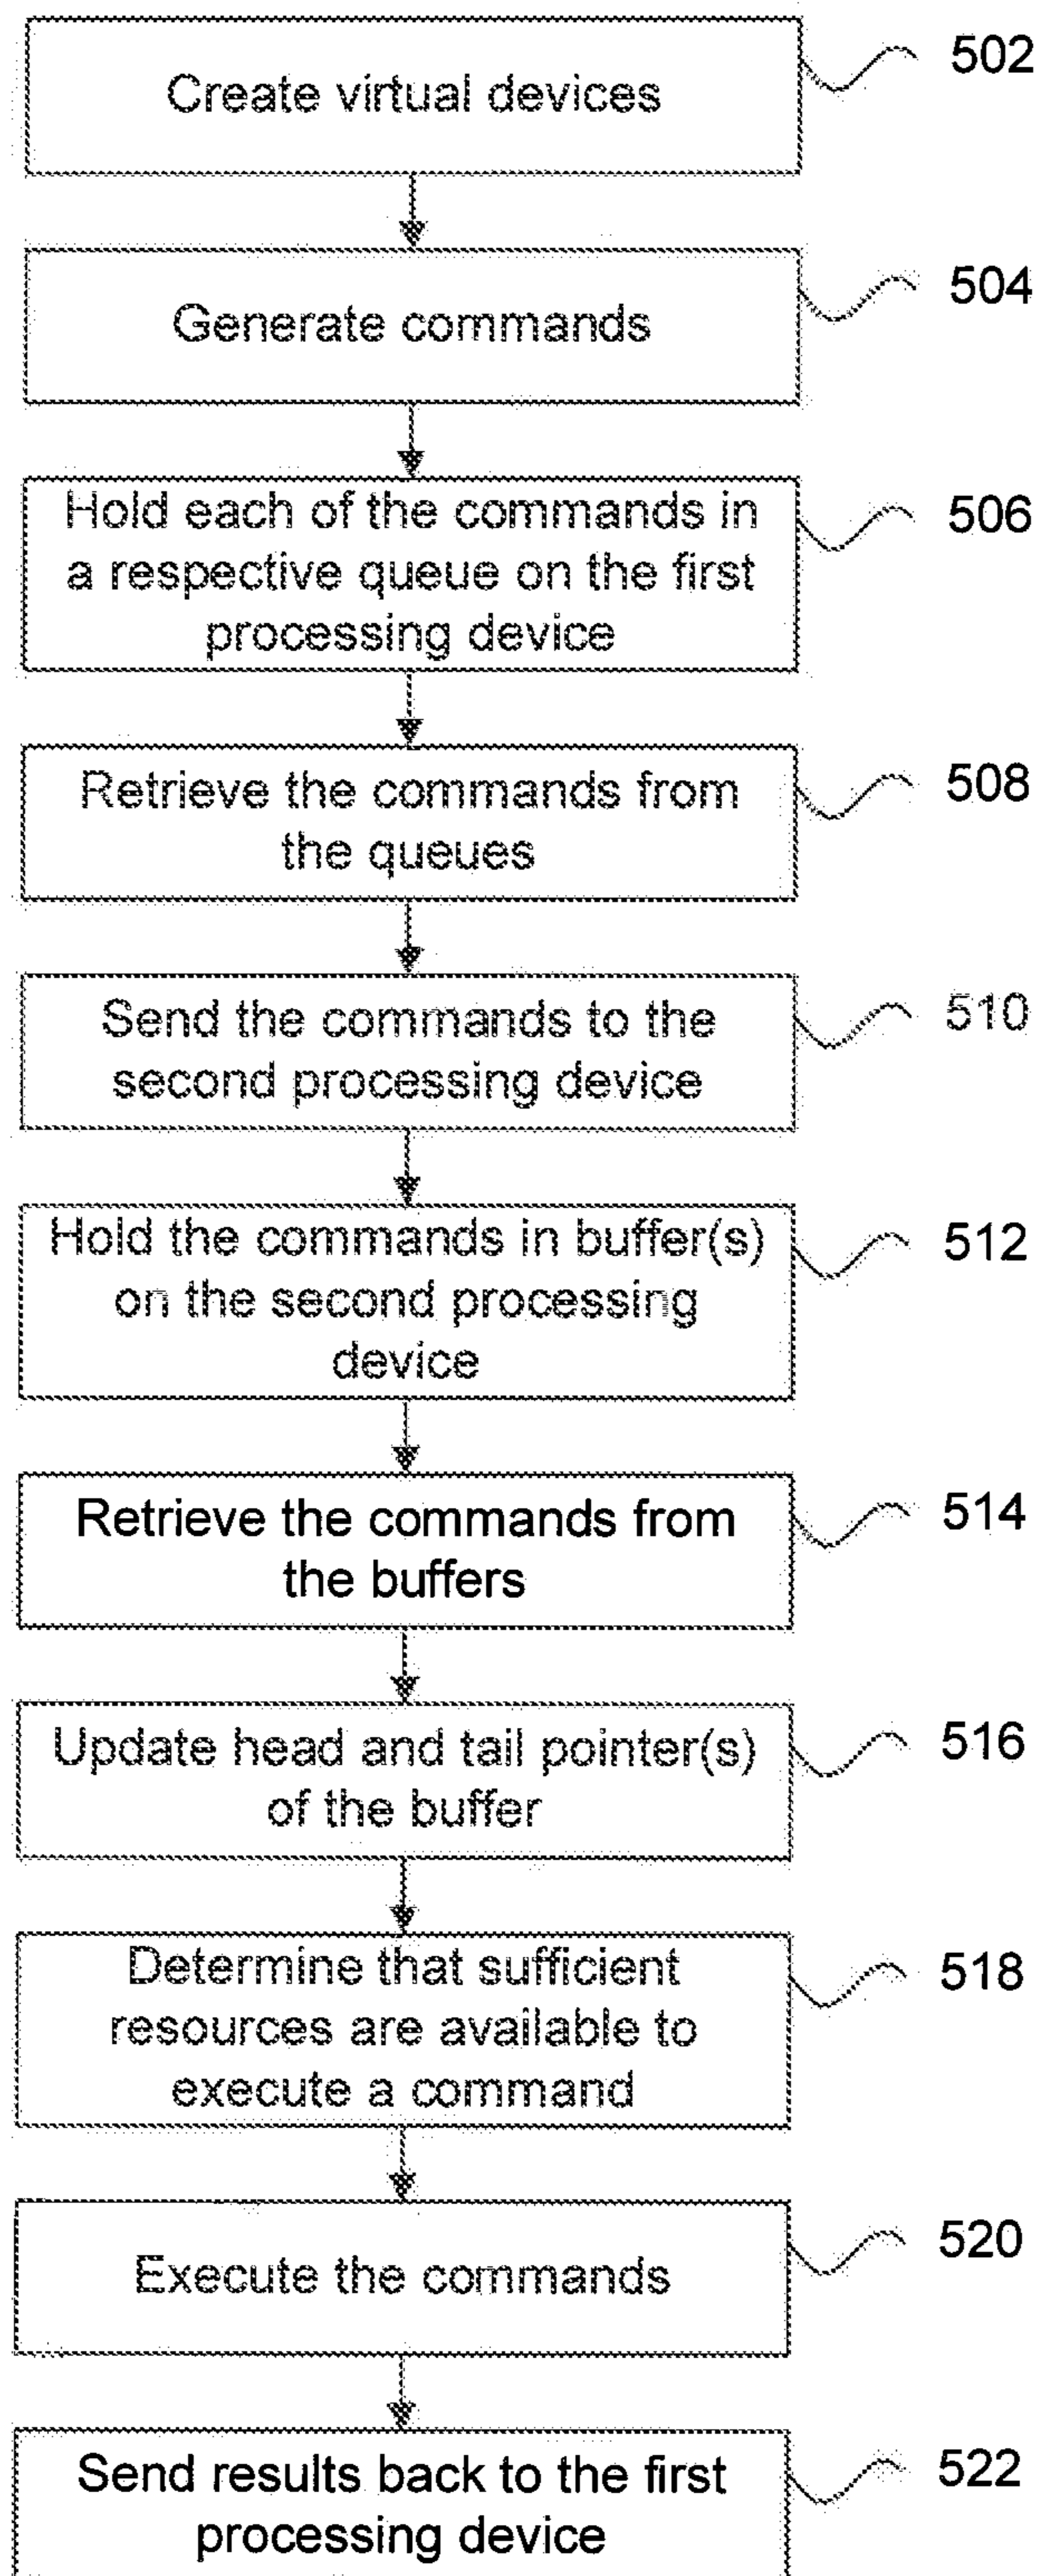 Create virtual devices
502
Generate commands
504
Hold each of the commands in
a respective queue on the first
processing device
506
Retrieve the commands from
the queues
508
Send the commands to the
second processing device
510
Hold the commands in buffer(s)
on the second processing
device
512
Retrieve the commands from
the buffers
514
Update head and tail pointer(s)
of the buffer
516
Determine that sufficient
resources are available to
execute a command
518
Execute the commands
520
Send results back to the first
processing device
522